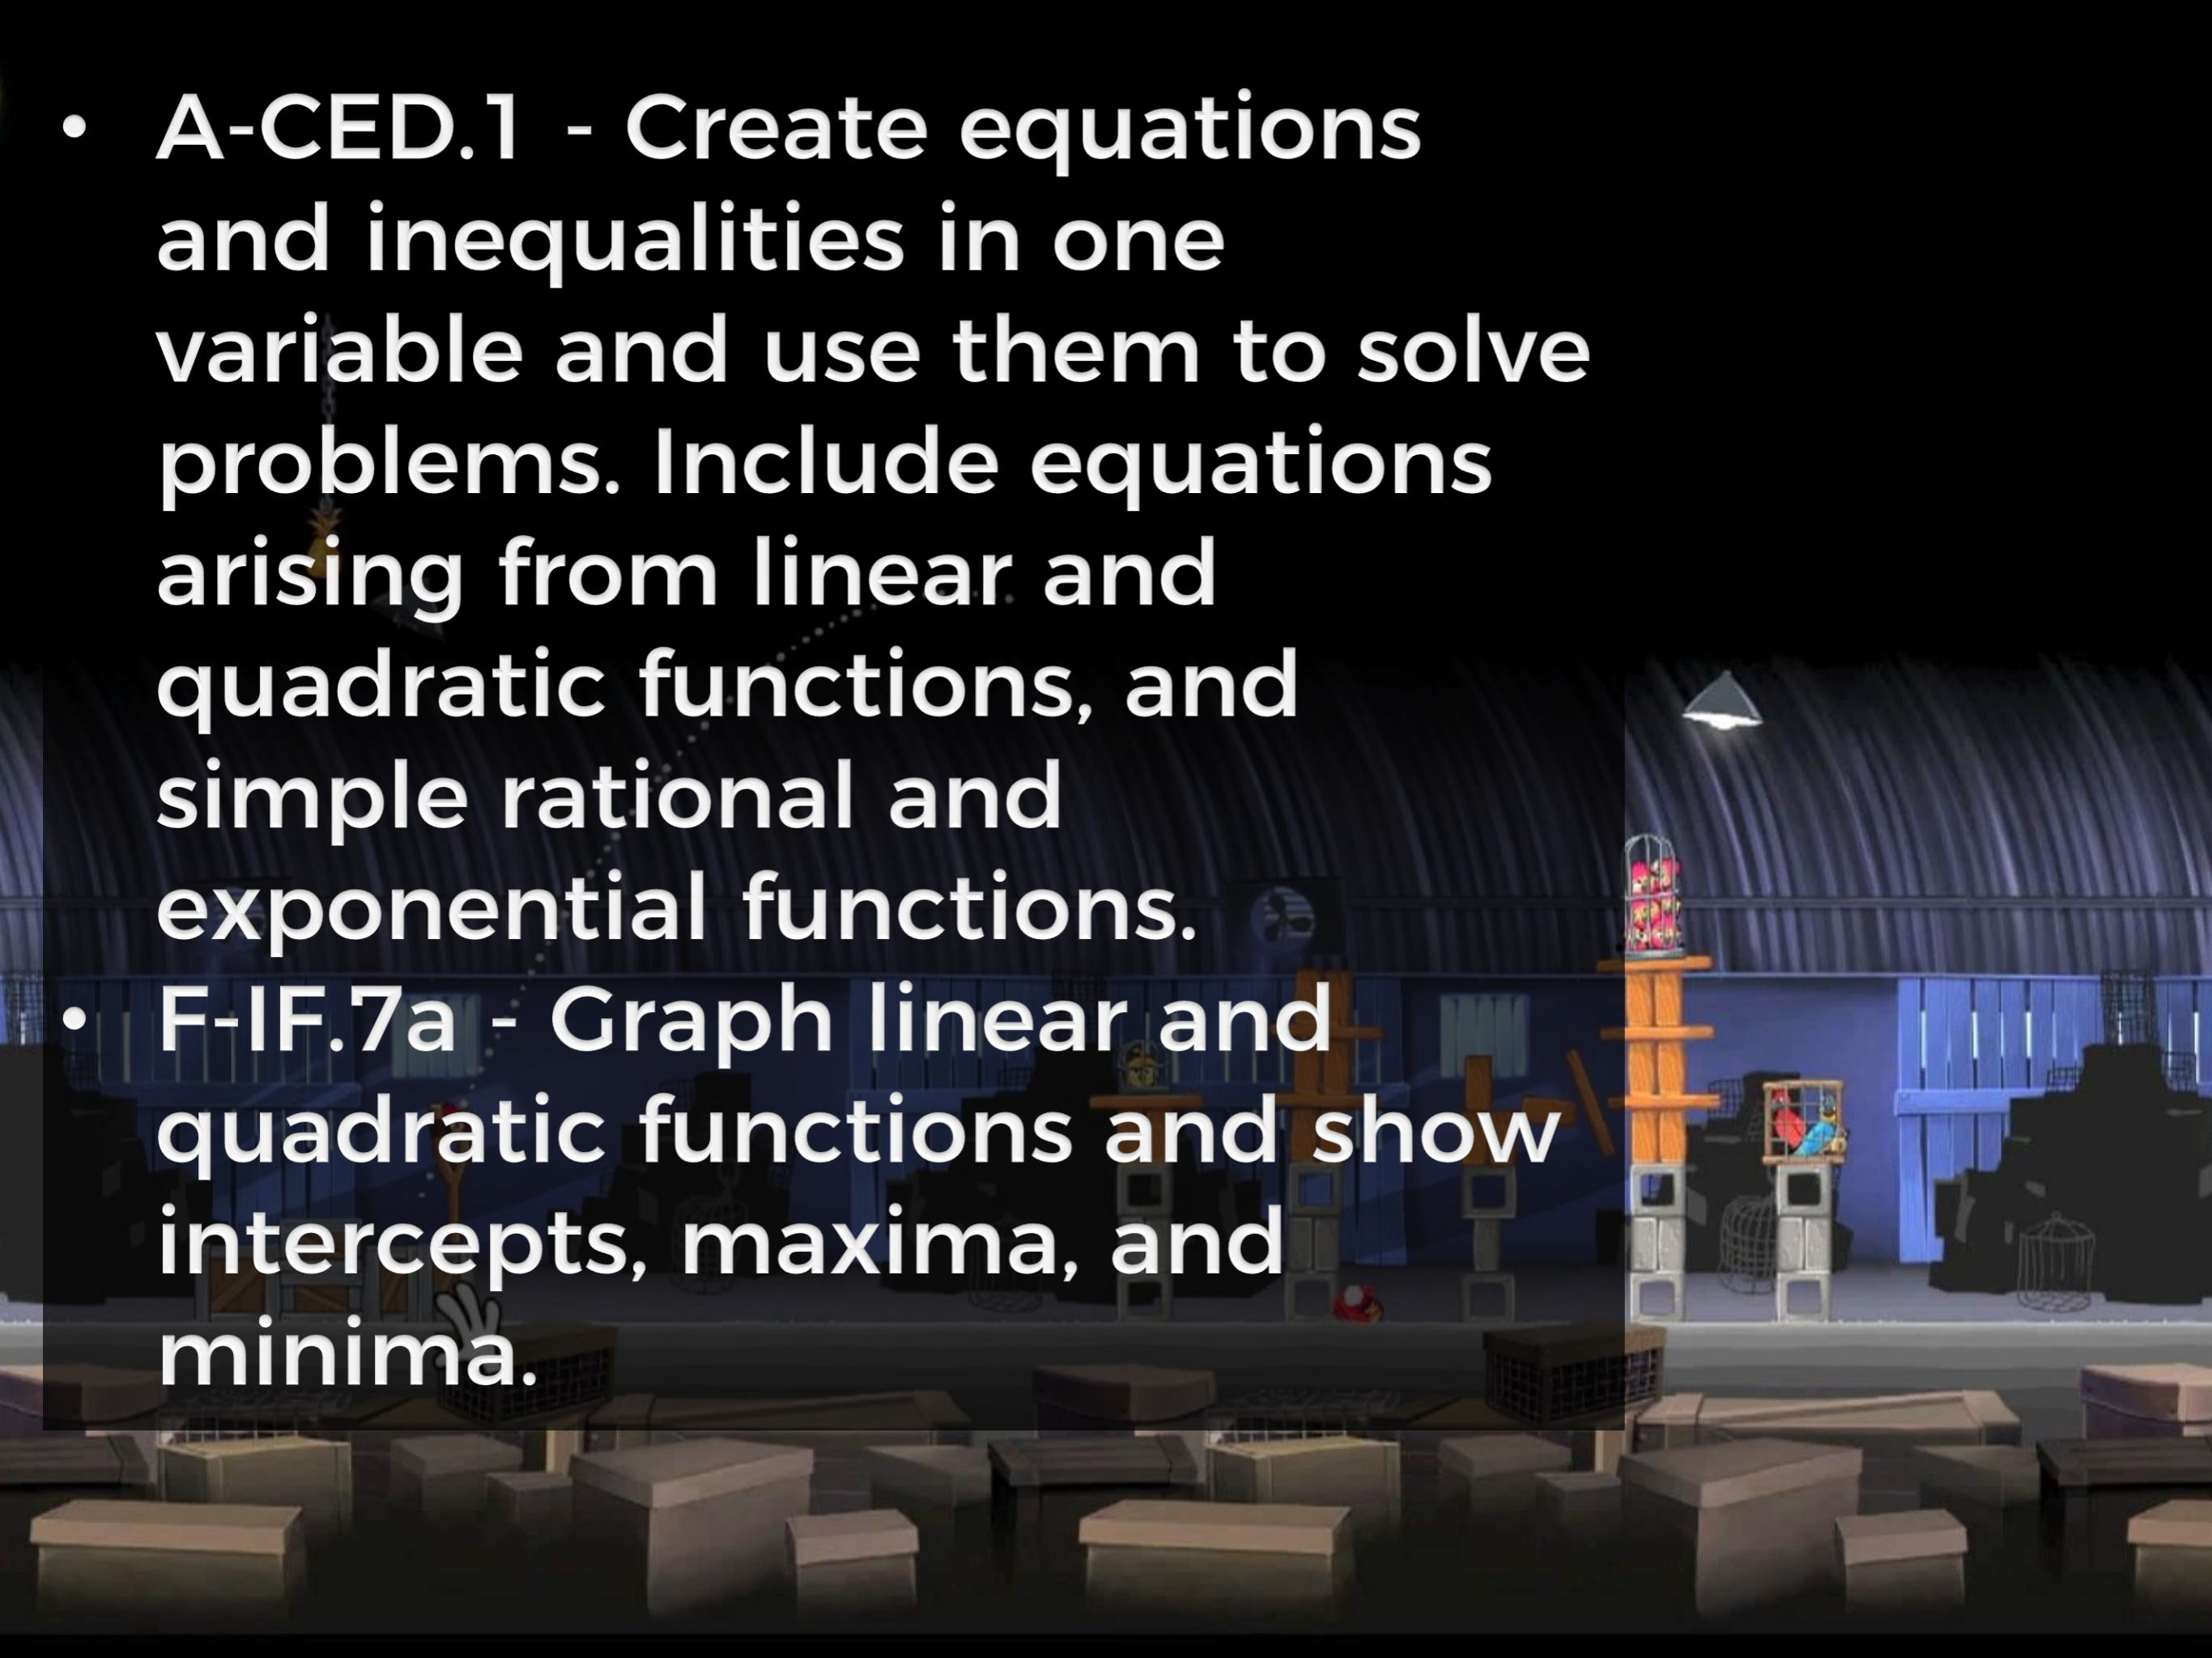 • A-CED.1 - Create equations
and inequalities in one
variable and use them to solve
problems. Include equations
arising from linear and
quadratic functions, and
simple rational and
exponential functions.
• F-IF.7a - Graph linear and
quadratic functions and show
intercepts, maxima, and
minima.